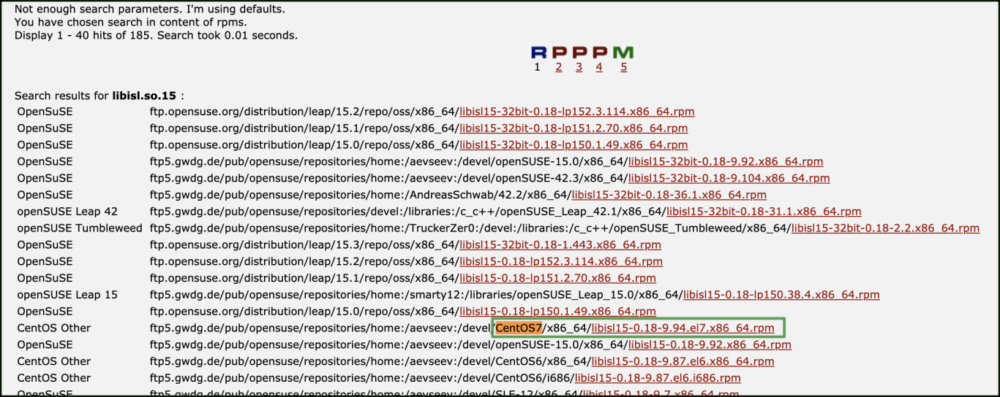 Not enough search parameters. I'm using defaults.
You have chosen search in content of rpms.
Display 1 - 40 hits of 185. Search took 0.01 seconds.
R P P P M
1 2 3 4 5
Search results for libisl.so.15 :
OpenSuSE ftp.opensuse.org/distribution/leap/15.2/repo/oss/x86_64/libisl15-32bit-0.18-lp152.3.114.x86_64.rpm
OpenSuSE ftp.opensuse.org/distribution/leap/15.1/repo/oss/x86_64/libisl15-32bit-0.18-lp151.2.70.x86_64.rpm
OpenSuSE ftp.opensuse.org/distribution/leap/15.0/repo/oss/x86_64/libisl15-32bit-0.18-lp150.1.49.x86_64.rpm
OpenSuSE ftp5.gwdg.de/pub/opensuse/repositories/home:/aevseev:/devel/openSUSE-15.0/x86_64/libisl15-32bit-0.18-9.92.x86_64.rpm
OpenSuSE ftp5.gwdg.de/pub/opensuse/repositories/home:/aevseev:/devel/openSUSE-42.3/x86_64/libisl15-32bit-0.18-9.104.x86_64.rpm
OpenSuSE ftp5.gwdg.de/pub/opensuse/repositories/home:/AndreasSchwab/42.2/x86_64/libisl15-32bit-0.18-36.1.x86_64.rpm
openSUSE Leap 42 ftp5.gwdg.de/pub/opensuse/repositories/devel:/libraries:/c_c++/openSUSE_Leap_42.1/x86_64/libisl15-32bit-0.18-31.1.x86_64.rpm
openSUSE Tumbleweed ftp5.gwdg.de/pub/opensuse/repositories/home:/TruckerZer0:/devel:/libraries:/c_c++/openSUSE_Tumbleweed/x86_64/libisl15-32bit-0.18-2.2.x86_64.rpm
OpenSuSE ftp.opensuse.org/distribution/leap/15.3/repo/oss/x86_64/libisl15-32bit-0.18-1.443.x86_64.rpm
OpenSuSE ftp.opensuse.org/distribution/leap/15.2/repo/oss/x86_64/libisl15-0.18-lp152.3.114.x86_64.rpm
OpenSuSE ftp.opensuse.org/distribution/leap/15.1/repo/oss/x86_64/libisl15-0.18-lp151.2.70.x86_64.rpm
openSUSE Leap 15 ftp5.gwdg.de/pub/opensuse/repositories/home:/smarty12:/libraries/openSUSE_Leap_15.0/x86_64/libisl15-0.18-lp150.38.4.x86_64.rpm
OpenSuSE ftp.opensuse.org/distribution/leap/15.0/repo/oss/x86_64/libisl15-0.18-lp150.1.49.x86_64.rpm
CentOS Other ftp5.gwdg.de/pub/opensuse/repositories/home:/aevseev:/devel/CentOS7/x86_64/libisl15-0.18-9.94.el7.x86_64.rpm
OpenSuSE ftp5.gwdg.de/pub/opensuse/repositories/home:/aevseev:/devel/openSUSE-15.0/x86_64/libisl15-0.18-9.92.x86_64.rpm
CentOS Other ftp5.gwdg.de/pub/opensuse/repositories/home:/aevseev:/devel/CentOS6/x86_64/libisl15-0.18-9.87.el6.x86_64.rpm
CentOS Other ftp5.gwdg.de/pub/opensuse/repositories/home:/aevseev:/devel/CentOS6/i686/libisl15-0.18-9.87.el6.i686.rpm
OpenSuSE ftp5.gwdg.de/pub/opensuse/repositories/home:/aevseev:/devel/SLE-12/x86_64/libisl15-0.18-9.7.x86_64.rpm